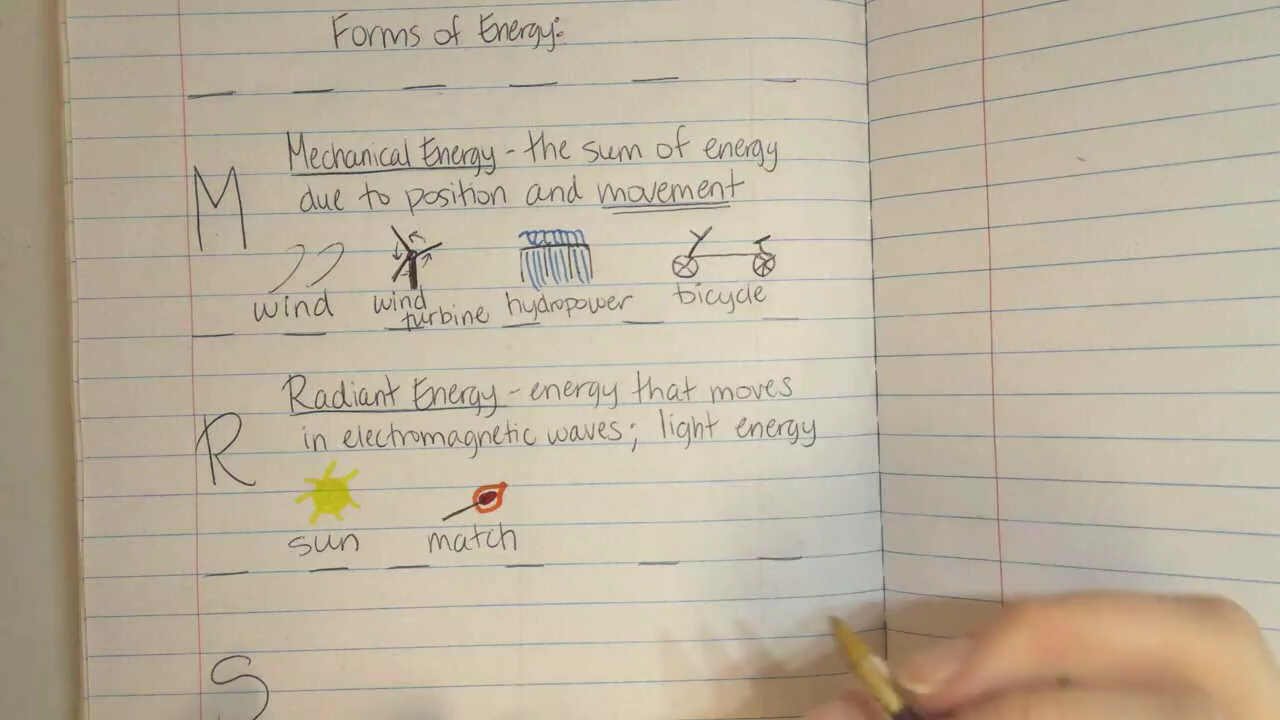 Forms of Energy:
Mechanical Energy - the sum of energy
M
due to position and movement
wind
wind turbine
hydropower
bicycle
Radiant Energy - energy that moves
R
in electromagnetic waves; light energy
sun
match
S